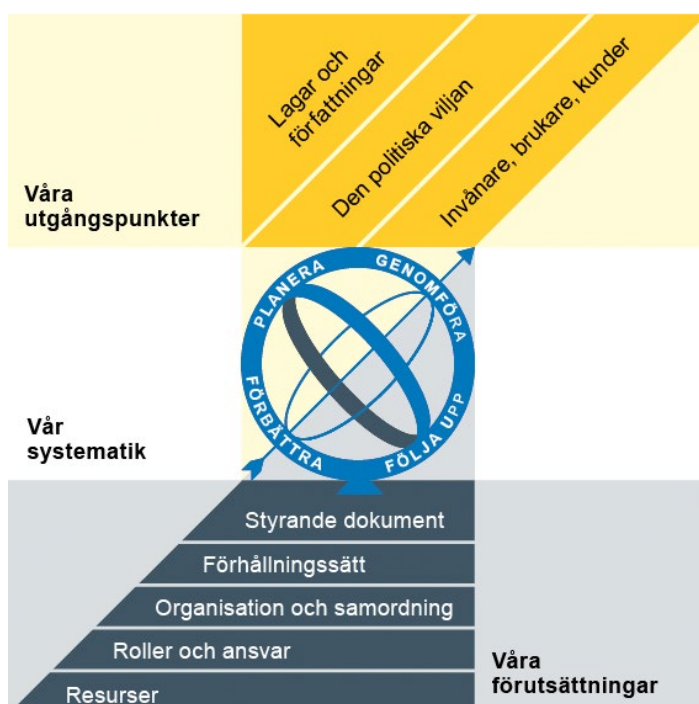 Lagar och
författningar
Den politiska viljan
Invånare, brukare, kunder
Våra
utgångspunkter
PLANERA
GENOMFÖRA
FÖLJA UPP
FÖRBÄTTRA
Vår
systematik
Styrande dokument
Förhållningssätt
Organisation och samordning
Roller och ansvar
Resurser
Våra
förutsättningar